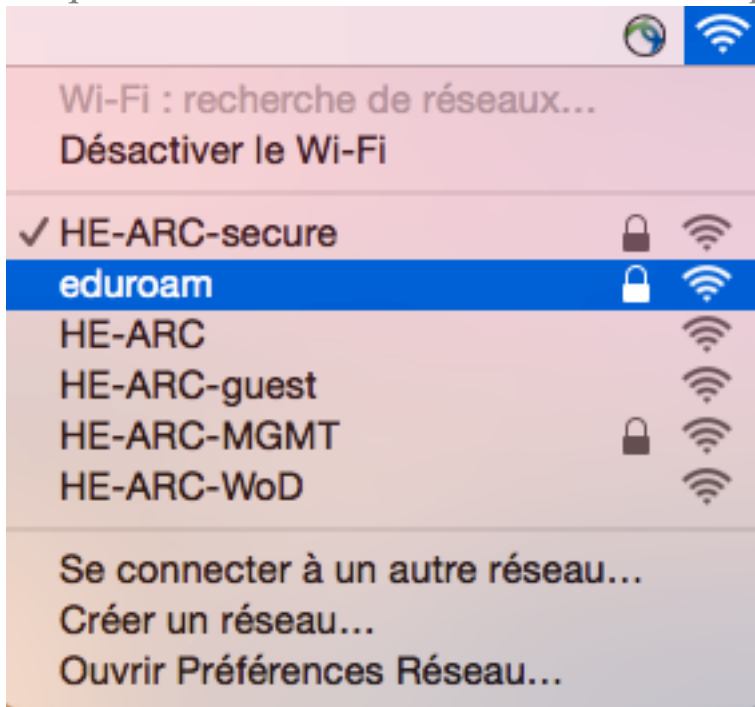 Wi-Fi : recherche de réseaux...
Désactiver le Wi-Fi
HE-ARC-secure
eduroam
HE-ARC
HE-ARC-guest
HE-ARC-MGMT
HE-ARC-WoD
Se connecter à un autre réseau...
Créer un réseau...
Ouvrir Préférences Réseau...